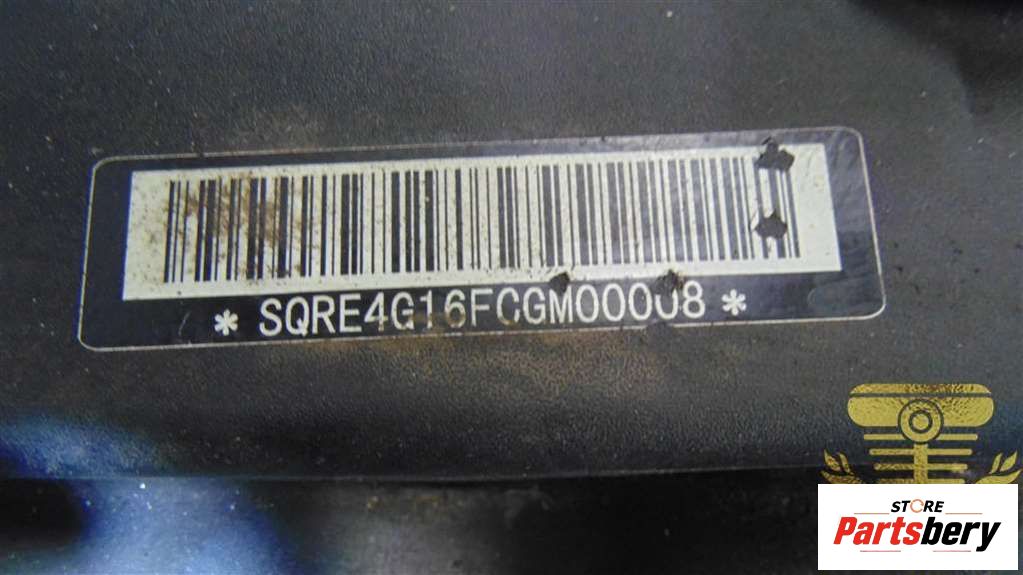 * SQRE4G16FCGM00008 *
STORE
Partsbery